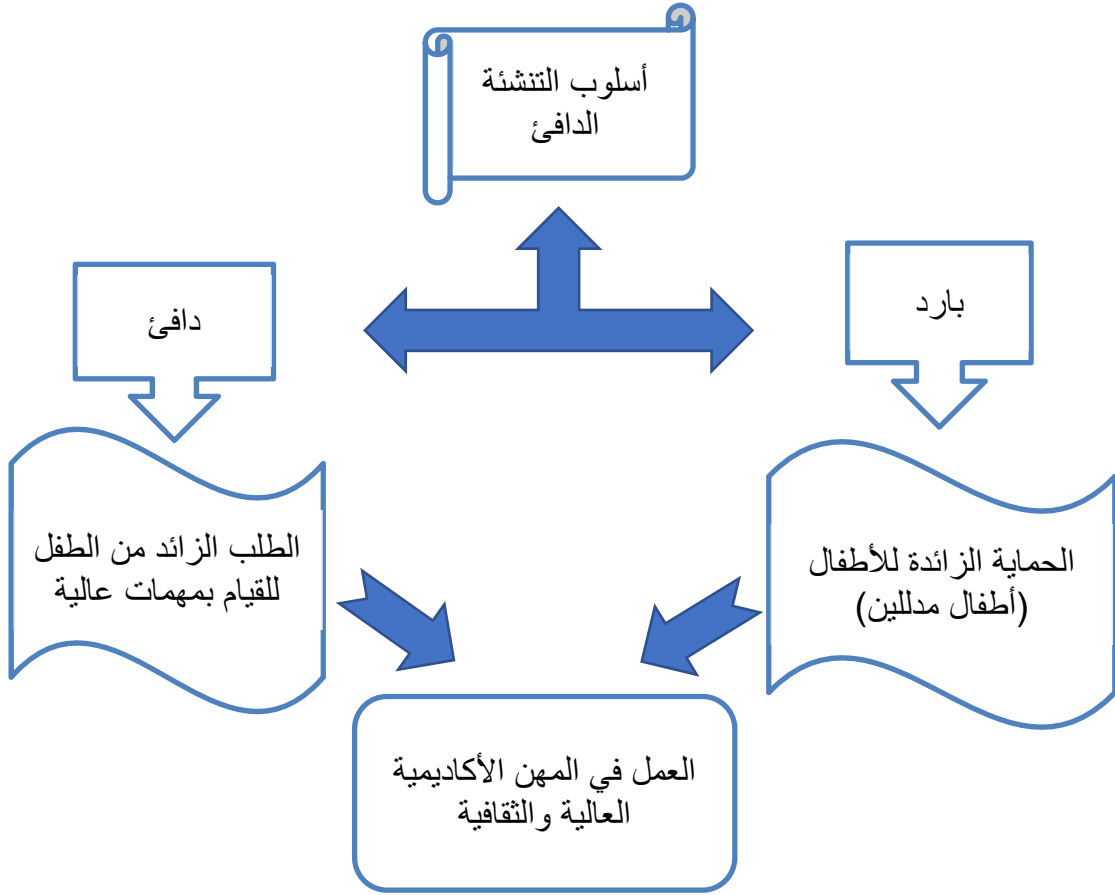 أسلوب التنشئة
الدافئ
بارد
دافئ
الحماية الزائدة للأطفال
(أطفال مدللين)
الطلب الزائد من الطفل
للقيام بمهمات عالية
العمل في المهن الأكاديمية
العالية والثقافية